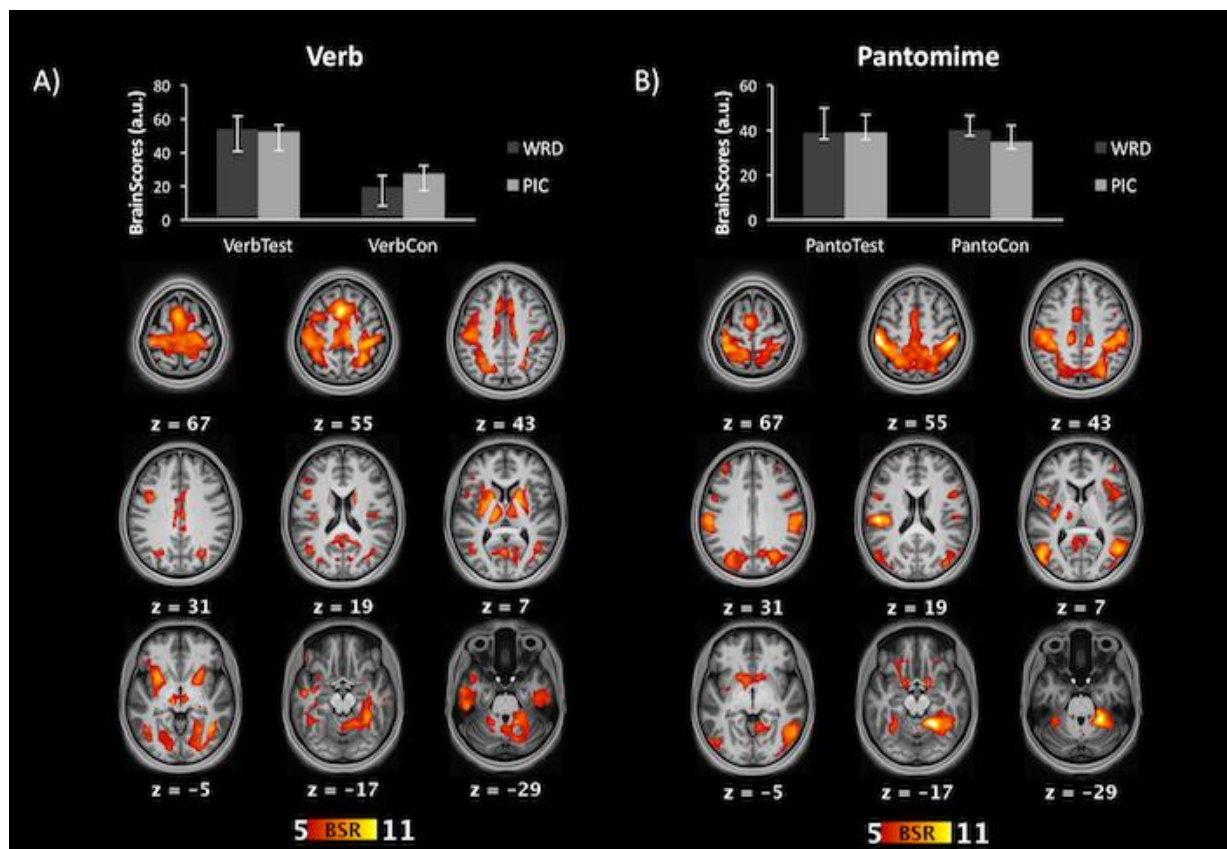 A)
Verb
BrainScores (a.u.)
80
60
40
20
0
WRD
PIC
VerbTest VerbCon
z = 67 z = 55 z = 43
z = 31 z = 19 z = 7
z = -5 z = -17 z = -29
5 BSR 11
B)
Pantomime
BrainScores (a.u.)
60
40
20
0
WRD
PIC
PantoTest PantoCon
z = 67 z = 55 z = 43
z = 31 z = 19 z = 7
z = -5 z = -17 z = -29
5 BSR 11